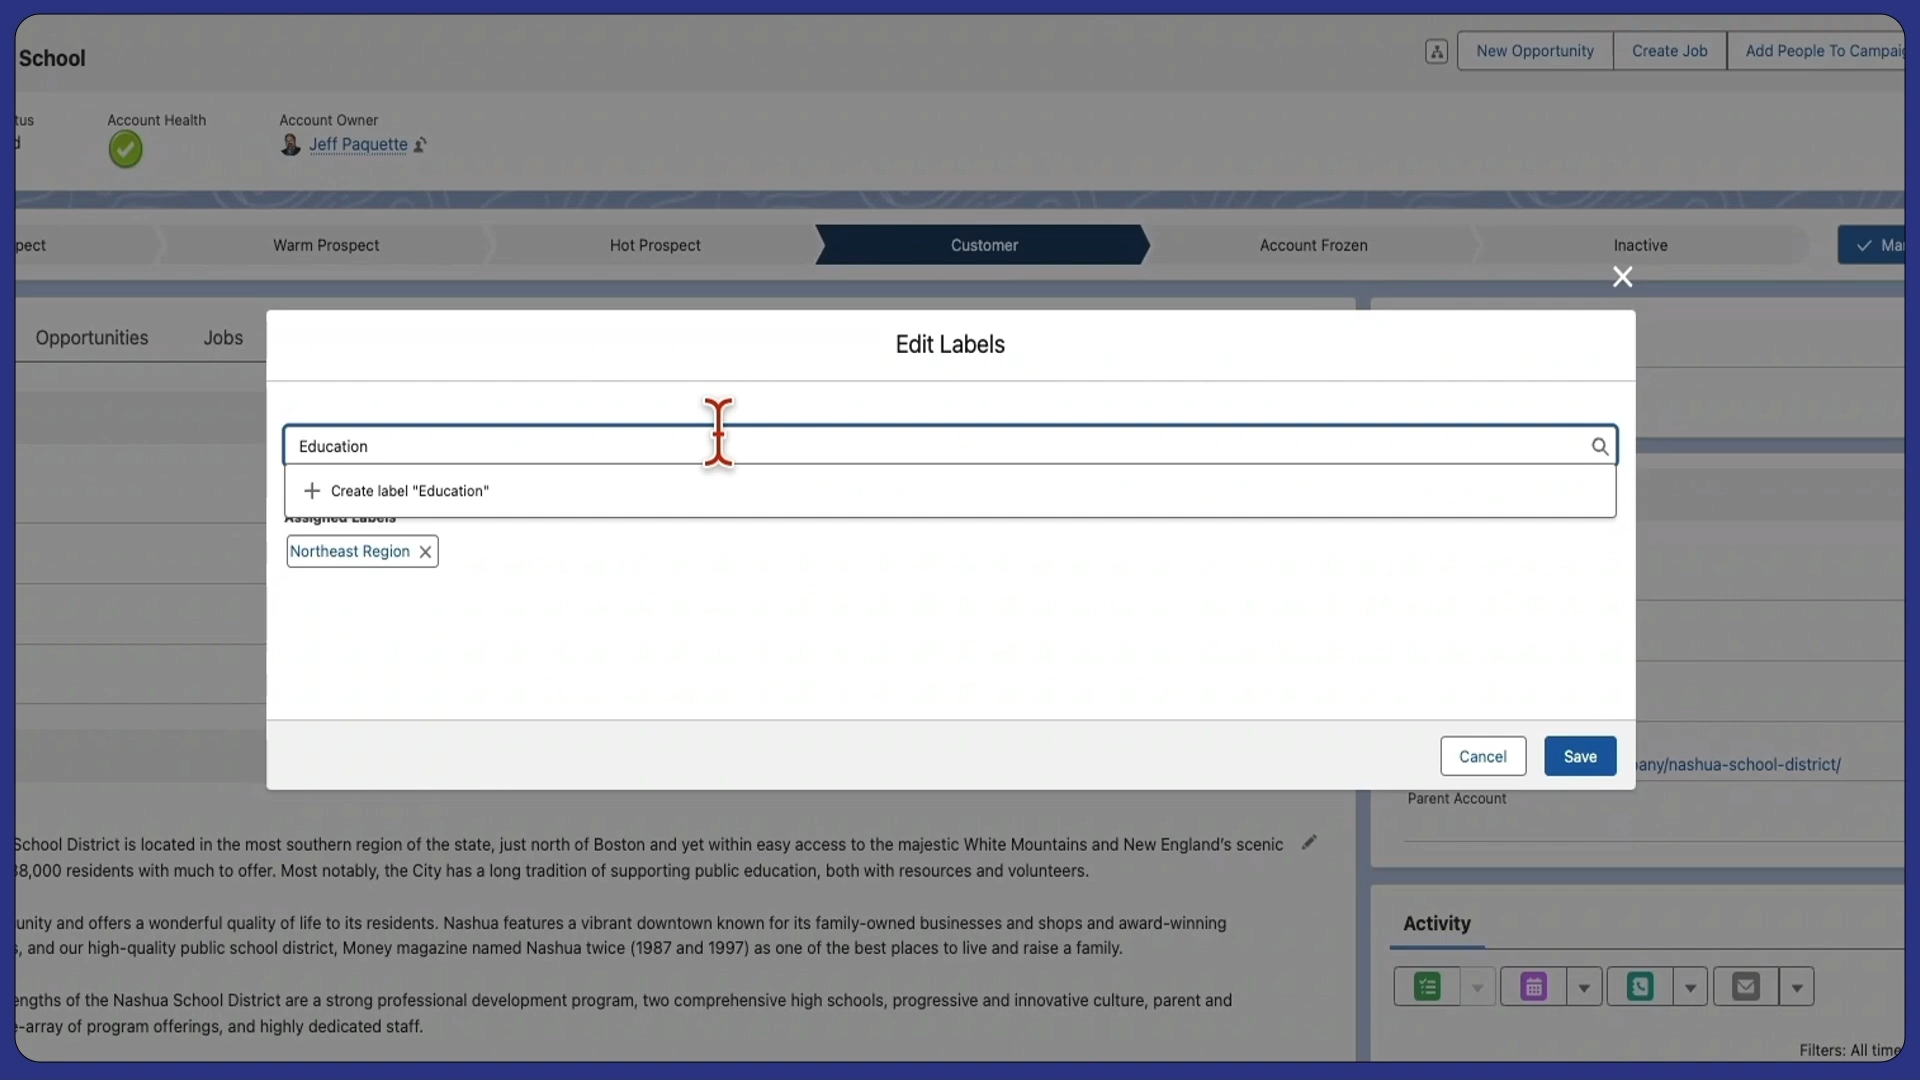 School
New Opportunity
Create Job
Add People To Campaig
tus
d
Account Health
Account Owner
Jeff Paquette
pect
Warm Prospect
Hot Prospect
Customer
Account Frozen
Inactive
Mar
Opportunities
Jobs
Edit Labels
Education
Create label "Education"
Assigned Labels
Northeast Region
Cancel
Save
any/nashua-school-district/
Parent Account
School District is located in the most southern region of the state, just north of Boston and yet within easy access to the majestic White Mountains and New England's scenic
8,000 residents with much to offer. Most notably, the City has a long tradition of supporting public education, both with resources and volunteers.
unity and offers a wonderful quality of life to its residents. Nashua features a vibrant downtown known for its family-owned businesses and shops and award-winning
s, and our high-quality public school district, Money magazine named Nashua twice (1987 and 1997) as one of the best places to live and raise a family.
engths of the Nashua School District are a strong professional development program, two comprehensive high schools, progressive and innovative culture, parent and
e-array of program offerings, and highly dedicated staff.
Activity
Filters: All time